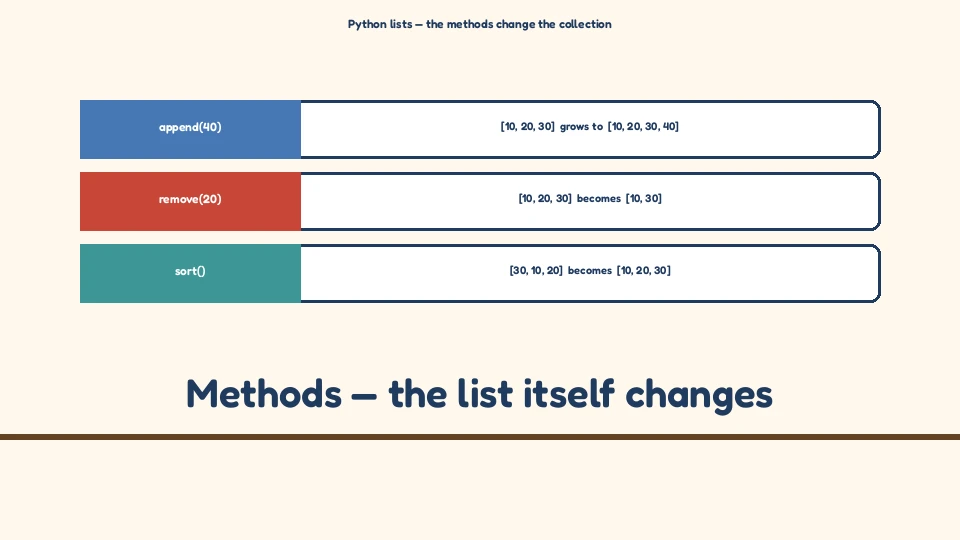 Python lists — the methods change the collection
append(40)
[10, 20, 30] grows to [10, 20, 30, 40]
remove(20)
[10, 20, 30] becomes [10, 30]
sort()
[30, 10, 20] becomes [10, 20, 30]
Methods — the list itself changes